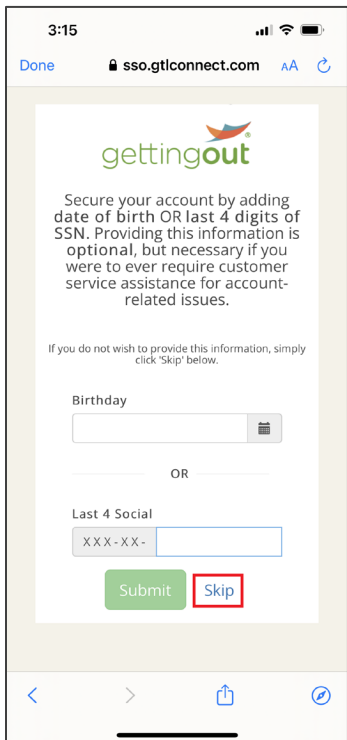 3:15
Done sso.gtlconnect.com AA
gettingout®
Secure your account by adding
date of birth OR last 4 digits of
SSN. Providing this information is
optional, but necessary if you
were to ever require customer
service assistance for account-
related issues.
If you do not wish to provide this information, simply
click 'Skip' below.
Birthday
OR
Last 4 Social
XXX-XX-
Submit Skip